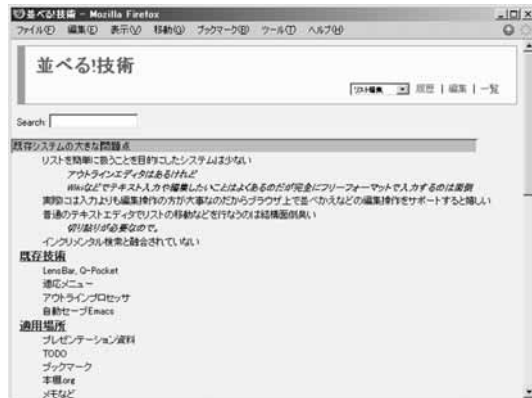 並べる!技術 - Mozilla Firefox
ファイル(F) 編集(E) 表示(V) 移動(G) ブックマーク(B) ツール(T) ヘルプ(H)
並べる!技術
リスト編集 履歴 | 編集 | 一覧
Search:
既存システムの大きな問題点
リストを簡単に扱うことを目的にしたシステムは少ない
アウトラインエディタはあるけれど
Wikiなどでテキスト入力や編集したいことはよくあるのだが完全にフリーフォーマットで入力するのは面倒
実際には入力よりも編集操作の方が大事なのだからブラウザ上で並べかえなどの編集操作をサポートすると嬉しい
普通のテキストエディタでリストの移動などを行なうのは結構面倒臭い
切り貼りが必要なので。
インクリメンタル検索と融合されていない
既存技術
LensBar, Q-Pocket
適応メニュー
アウトラインプロセッサ
自動セーブEmacs
適用場所
プレゼンテーション資料
TODO
ブックマーク
本棚.org
メモなど